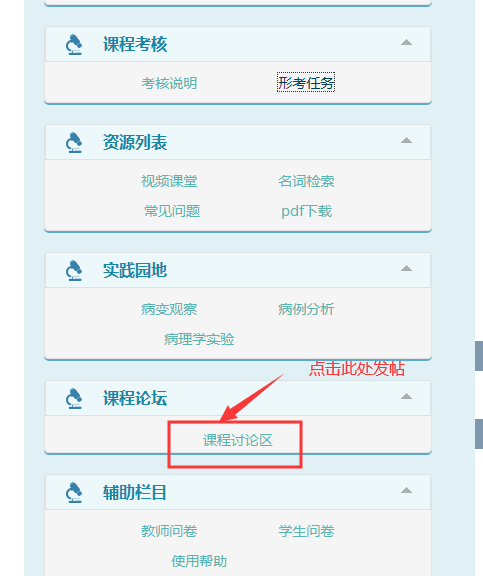 课程考核
考核说明 形考任务
资源列表
视频课堂 名词检索
常见问题 pdf下载
实践园地
病变观察 病例分析
病理学实验
点击此处发帖
课程论坛
课程讨论区
辅助栏目
教师问卷 学生问卷
使用帮助